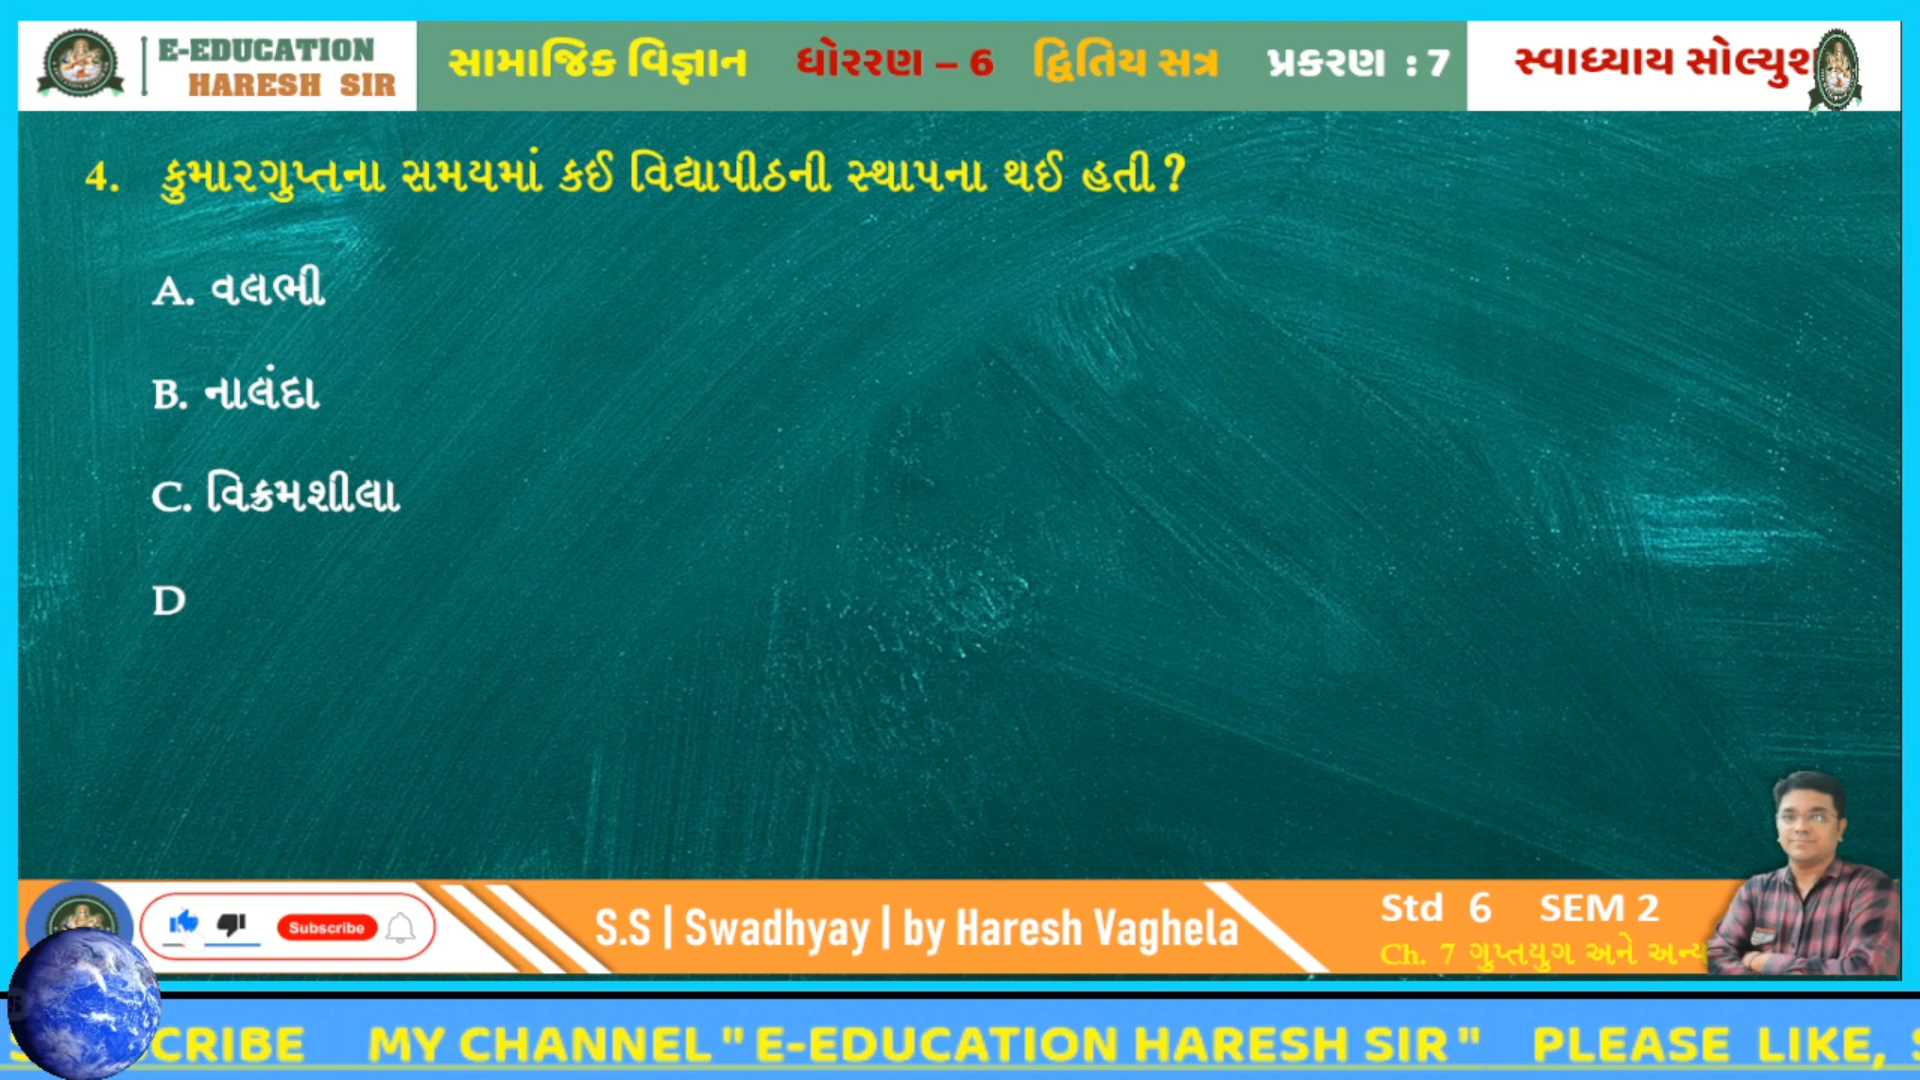 E-EDUCATION
HARESH SIR
સામાજિક વિજ્ઞાન ધોરરણ – 6 દ્વિતિય સત્ર પ્રકરણ : 7
સ્વાધ્યાય સોલ્યુશ
4. કુમારગુપ્તના સમયમાં કઈ વિદ્યાપીઠની સ્થાપના થઈ હતી ?
A. વલભી
B. નાલંદા
C. વિક્રમશીલા
D
Subscribe
S.S | Swadhyay | by Haresh Vaghela
Std 6 SEM 2
Ch. 7 ગુપ્તયુગ અને અન્ય
CRIBE MY CHANNEL " E-EDUCATION HARESH SIR " PLEASE LIKE,